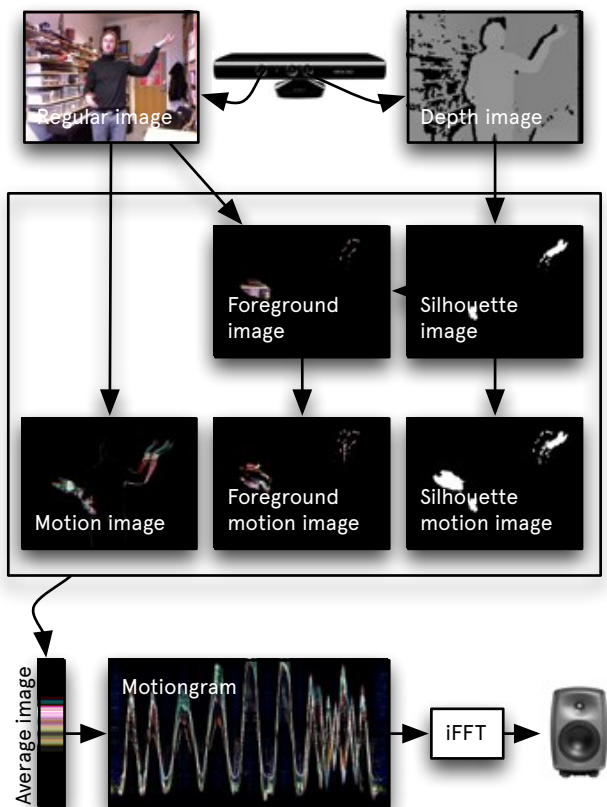 Regular image
Depth image
Foreground
image
Silhouette
image
Motion image
Foreground
motion image
Silhouette
motion image
Average image
Motiongram
iFFT